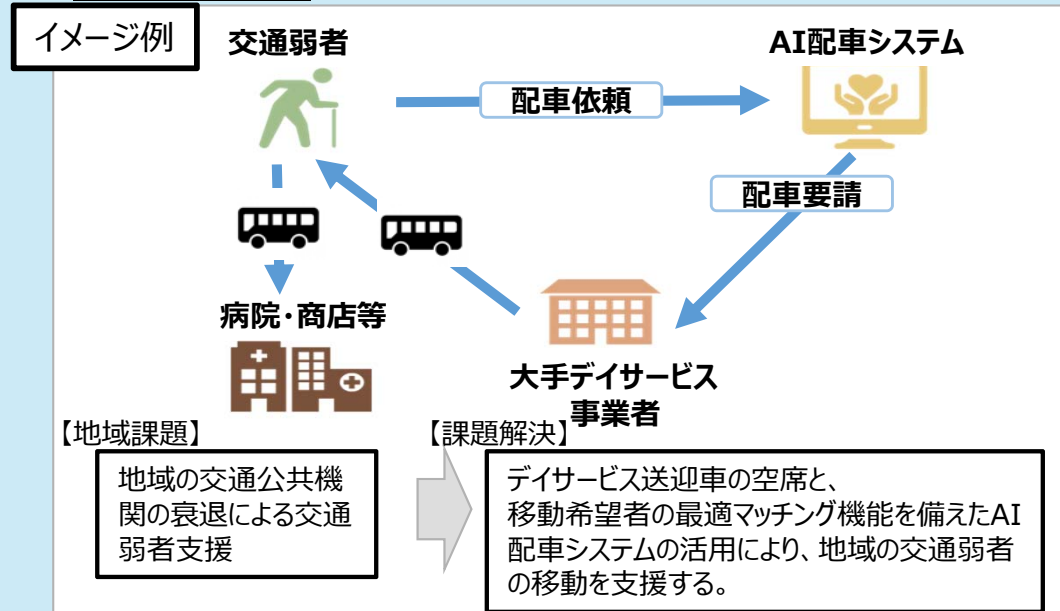 イメージ例
交通弱者
AI配車システム
配車依頼
配車要請
病院・商店等
大手デイサービス
事業者
【地域課題】
地域の交通公共機
関の衰退による交通
弱者支援
【課題解決】
デイサービス送迎車の空席と、
移動希望者の最適マッチング機能を備えたAI
配車システムの活用により、地域の交通弱者
の移動を支援する。